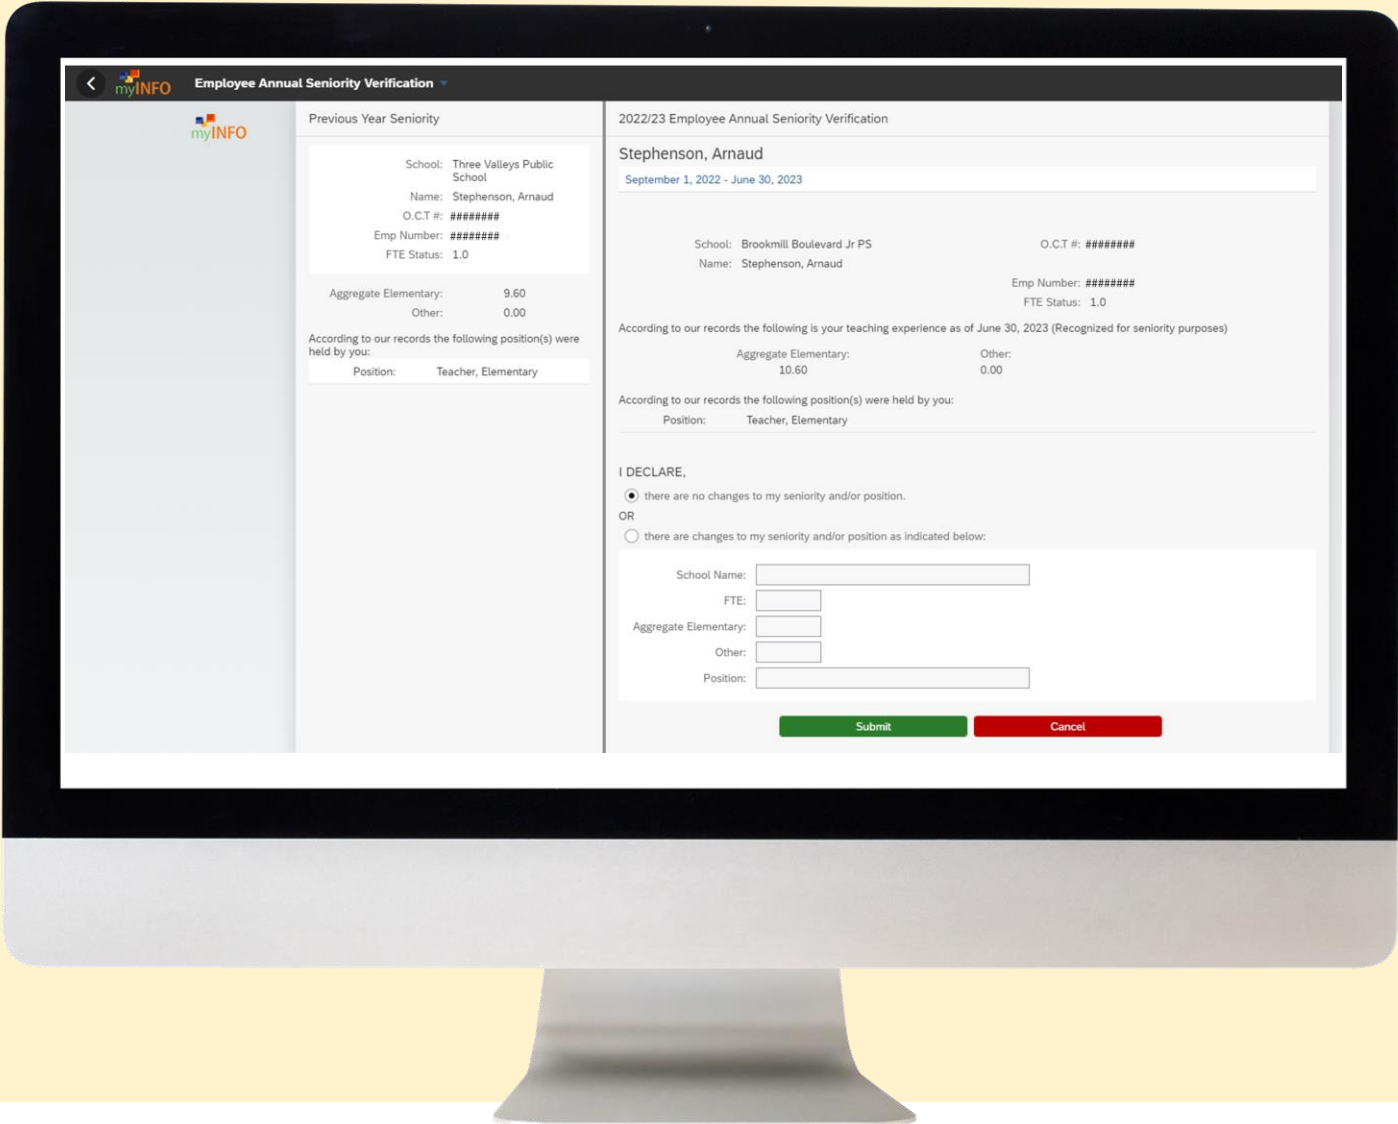 myINFO Employee Annual Seniority Verification
myINFO
Previous Year Seniority
School: Three Valleys Public
School
Name: Stephenson, Arnaud
O.C.T #: ########
Emp Number: ########
FTE Status: 1.0
Aggregate Elementary: 9.60
Other: 0.00
According to our records the following position(s) were
held by you:
Position: Teacher, Elementary
2022/23 Employee Annual Seniority Verification
Stephenson, Arnaud
September 1, 2022 - June 30, 2023
School: Brookmill Boulevard Jr PS O.C.T #: ########
Name: Stephenson, Arnaud
Emp Number: ########
FTE Status: 1.0
According to our records the following is your teaching experience as of June 30, 2023 (Recognized for seniority purposes)
Aggregate Elementary: Other:
10.60 0.00
According to our records the following position(s) were held by you:
Position: Teacher, Elementary
I DECLARE,
there are no changes to my seniority and/or position.
OR
there are changes to my seniority and/or position as indicated below:
School Name:
FTE:
Aggregate Elementary:
Other:
Position:
Submit Cancel